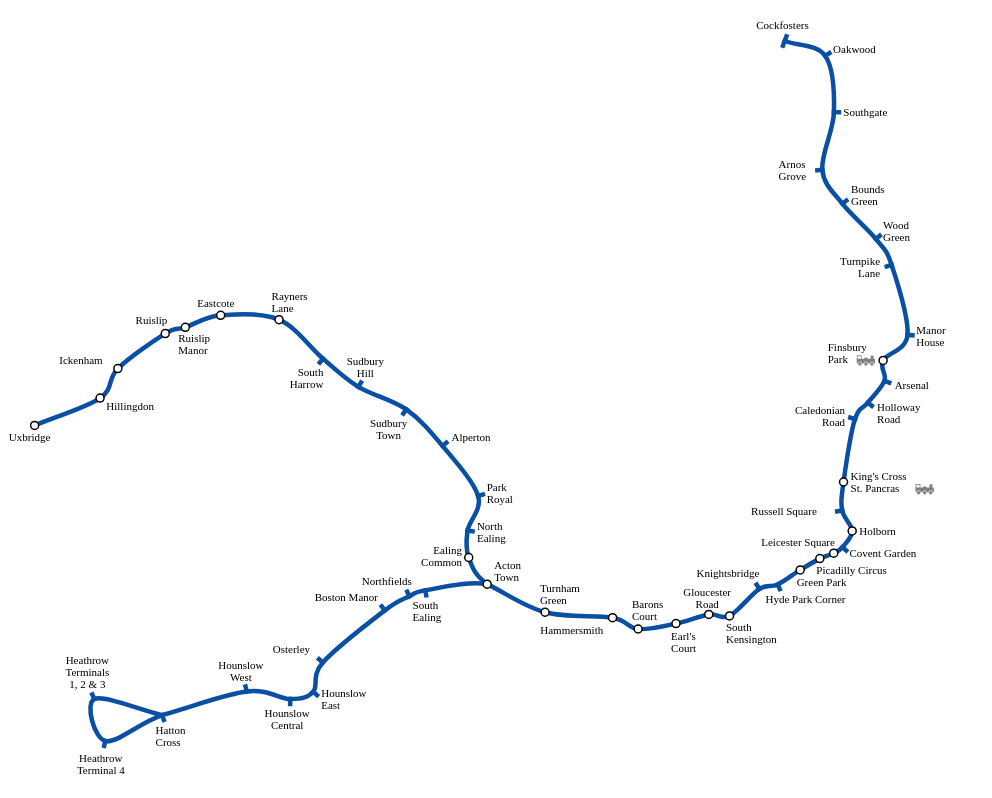 Cockfosters
Oakwood
Southgate
Arnos
Grove
Bounds
Green
Wood
Green
Turnpike
Lane
Manor
House
Finsbury
Park
Arsenal
Holloway
Road
Caledonian
Road
King's Cross
St. Pancras
Russell Square
Holborn
Covent Garden
Leicester Square
Picadilly Circus
Green Park
Hyde Park Corner
Knightsbridge
South
Kensington
Gloucester
Road
Earl's
Court
Barons
Court
Hammersmith
Turnham
Green
Acton
Town
Ealing
Common
North
Ealing
Park
Royal
Alperton
Sudbury
Town
Sudbury
Hill
South
Harrow
Rayners
Lane
Eastcote
Ruislip
Manor
Ruislip
Ickenham
Hillingdon
Uxbridge
South
Ealing
Northfields
Boston Manor
Osterley
Hounslow
East
Hounslow
Central
Hounslow
West
Hatton
Cross
Heathrow
Terminals
1, 2 & 3
Heathrow
Terminal 4